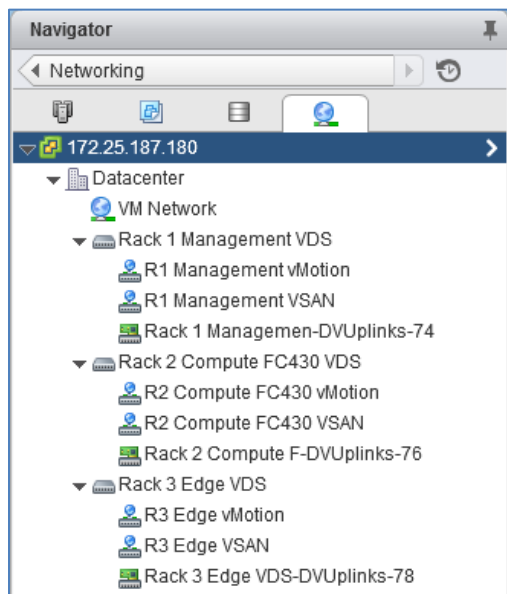 Navigator
Networking
172.25.187.180
Datacenter
VM Network
Rack 1 Management VDS
R1 Management vMotion
R1 Management VSAN
Rack 1 Managemen-DVUplinks-74
Rack 2 Compute FC430 VDS
R2 Compute FC430 vMotion
R2 Compute FC430 VSAN
Rack 2 Compute F-DVUplinks-76
Rack 3 Edge VDS
R3 Edge vMotion
R3 Edge VSAN
Rack 3 Edge VDS-DVUplinks-78